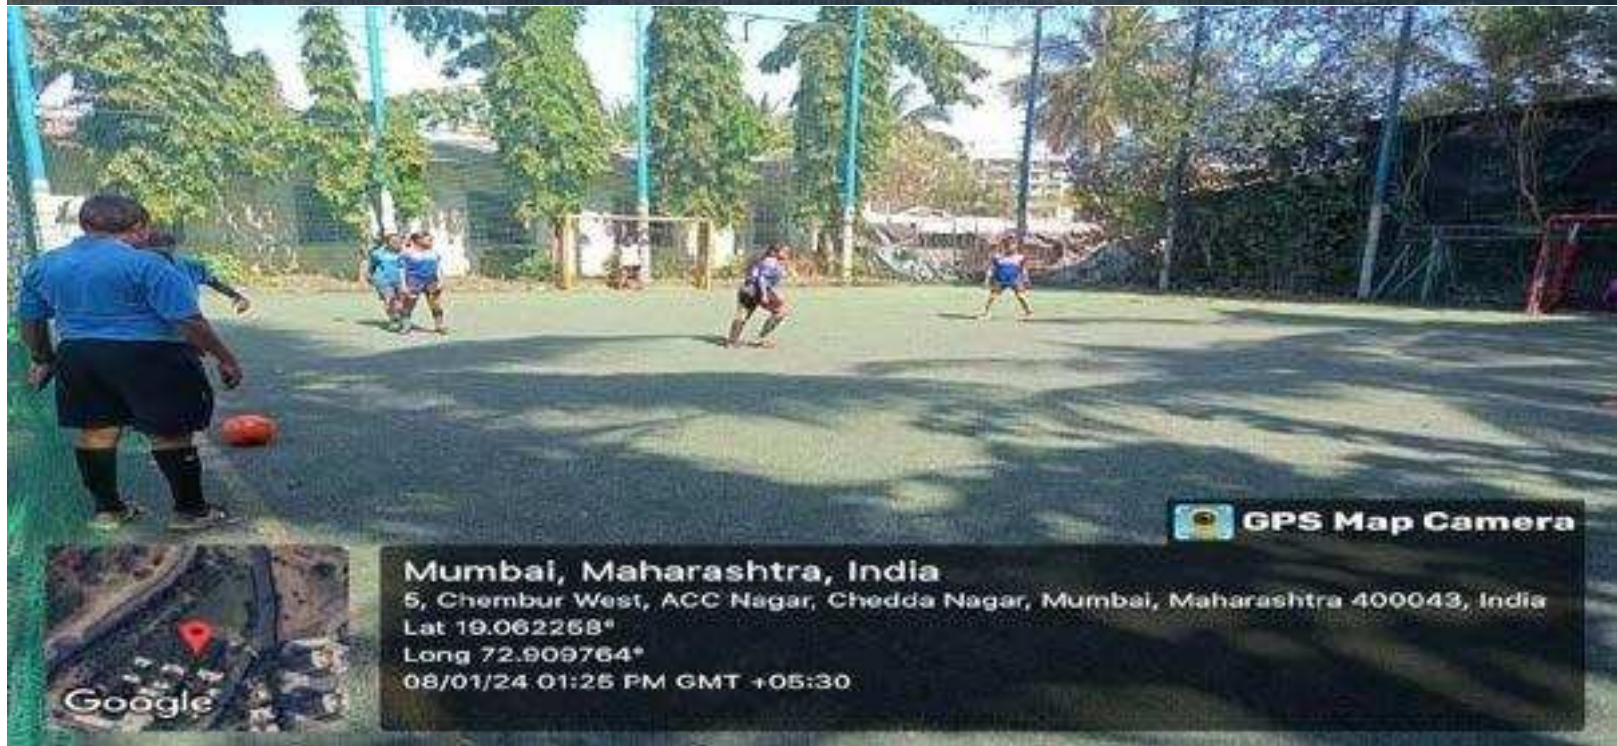 GPS Map Camera
Mumbai, Maharashtra, India
5, Chembur West, ACC Nagar, Chedda Nagar, Mumbai, Maharashtra 400043, India
Lat 19.062258°
Long 72.909764°
08/01/24 01:25 PM GMT +05:30
Google